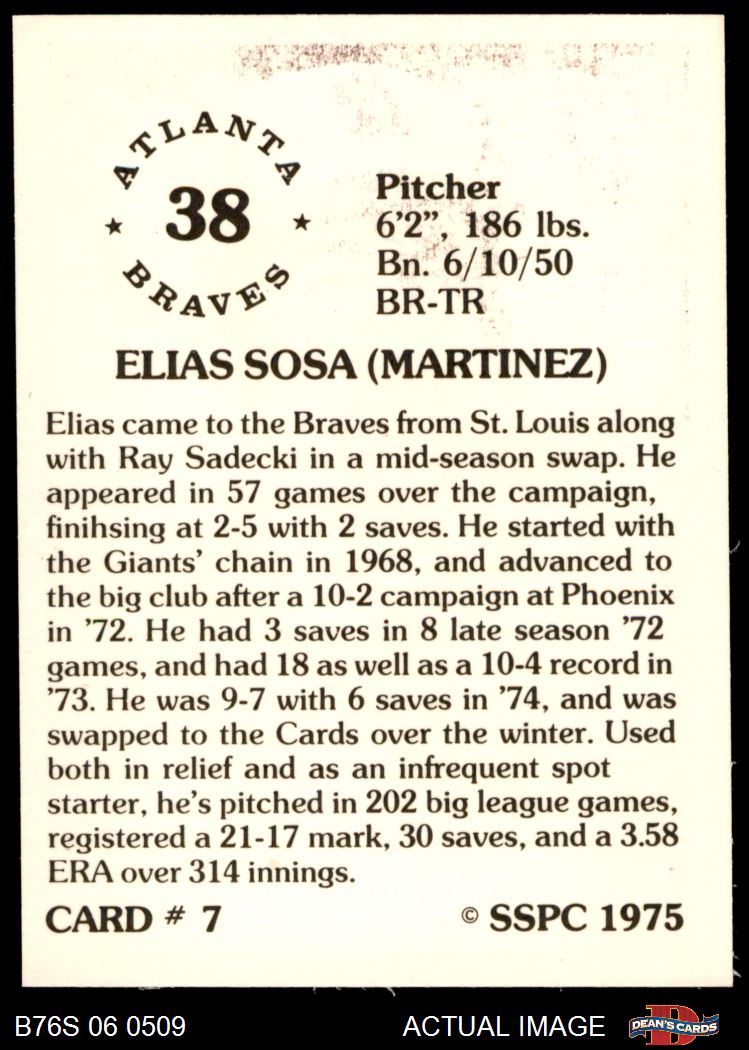 ATLANTA
38
BRAVES
Pitcher
6'2", 186 lbs.
Bn. 6/10/50
BR-TR
ELIAS SOSA (MARTINEZ)
Elias came to the Braves from St. Louis along
with Ray Sadecki in a mid-season swap. He
appeared in 57 games over the campaign,
finihsing at 2-5 with 2 saves. He started with
the Giants' chain in 1968, and advanced to
the big club after a 10-2 campaign at Phoenix
in '72. He had 3 saves in 8 late season '72
games, and had 18 as well as a 10-4 record in
'73. He was 9-7 with 6 saves in '74, and was
swapped to the Cards over the winter. Used
both in relief and as an infrequent spot
starter, he's pitched in 202 big league games,
registered a 21-17 mark, 30 saves, and a 3.58
ERA over 314 innings.
CARD # 7 © SSPC 1975
B76S 06 0509 ACTUAL IMAGE D DEAN'S CARDS